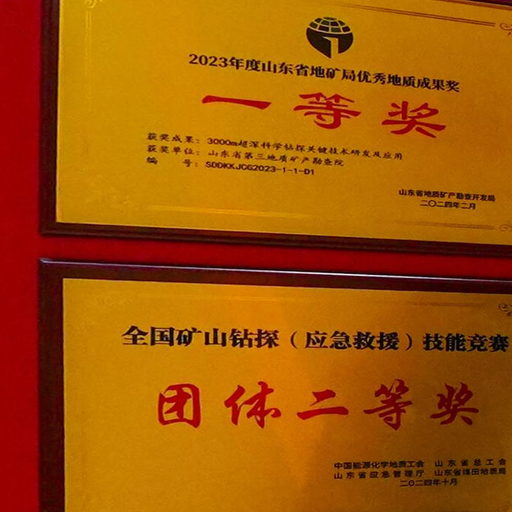 2023年度山东省地矿局优秀地质成果奖
一等奖
获奖成果：3000m超深科学钻探关键技术研发及应用
获奖单位：山东省第三地质矿产勘查院
编 号：SDDKKJCG2023-1-1-D1
山东省地质矿产勘查开发局
二〇二四年二月
全国矿山钻探（应急救援）技能竞赛
团体二等奖
中国能源化学地质工会 山东省总工会
山东省应急管理厅 山东省煤田地质局
二〇二四年十月